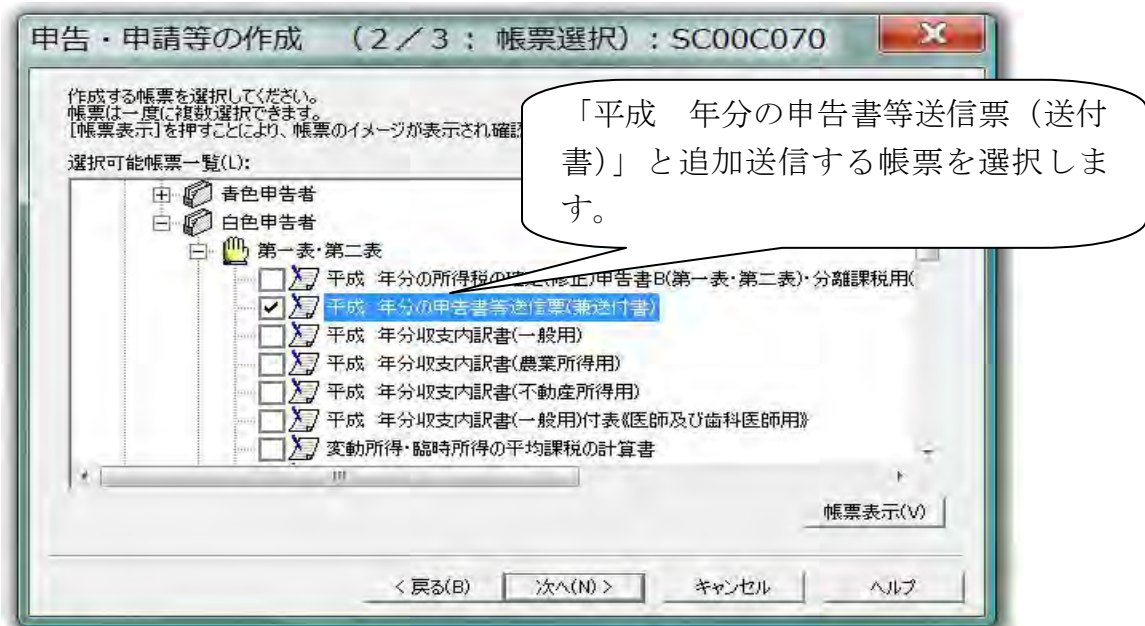 申告・申請等の作成 (2/3: 帳票選択):SC00C070
作成する帳票を選択してください。
帳票は一度に複数選択できます。
[帳票表示]を押すことにより、帳票のイメージが表示され確認
選択可能帳票一覧(L):
「平成 年分の申告書等送信票(送付
書)」と追加送信する帳票を選択しま
す。
青色申告者
白色申告者
第一表・第二表
平成 年分の所得税の確定(修正)申告書B(第一表・第二表)・分離課税用(
平成 年分の申告書等送信票(兼送付書)
平成 年分収支内訳書(一般用)
平成 年分収支内訳書(農業所得用)
平成 年分収支内訳書(不動産所得用)
平成 年分収支内訳書(一般用)付表《医師及び歯科医師用》
変動所得・臨時所得の平均課税の計算書
帳票表示(V)
< 戻る(B) 次へ(N) > キャンセル ヘルプ